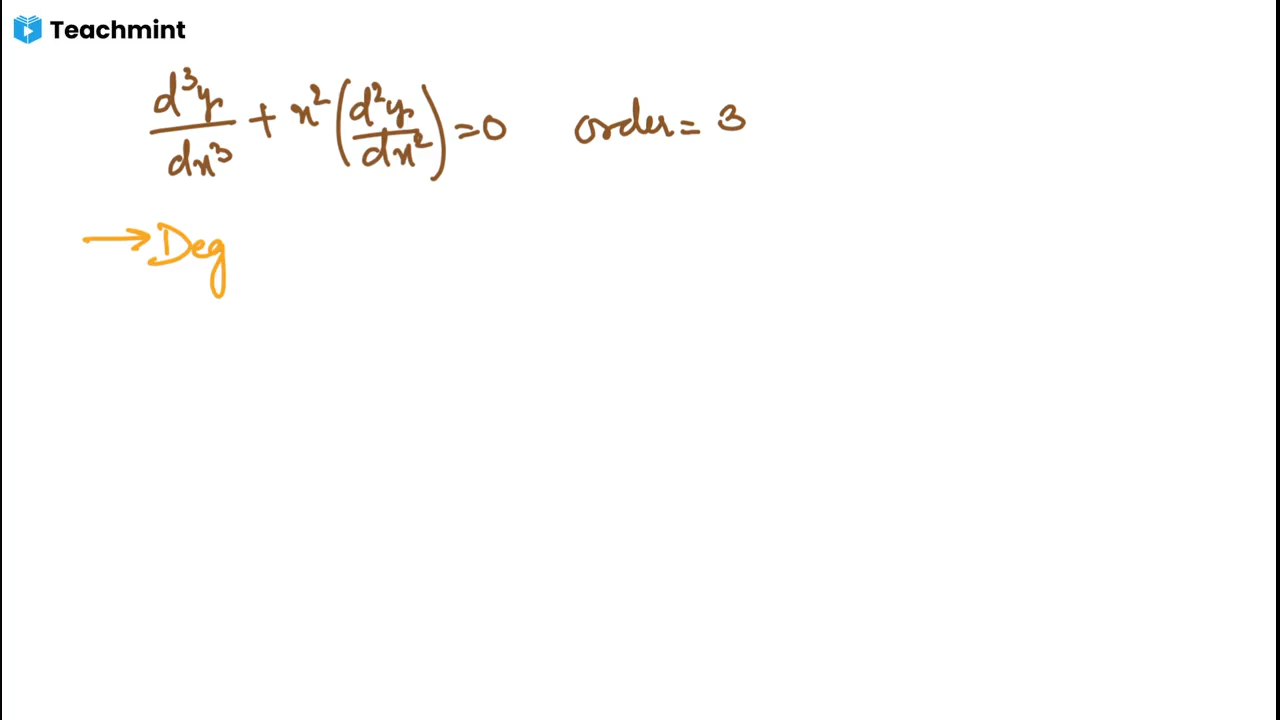 Teachmint
d³y/dx³ + x²(d²y/dx²) = 0 order = 3
→ Deg